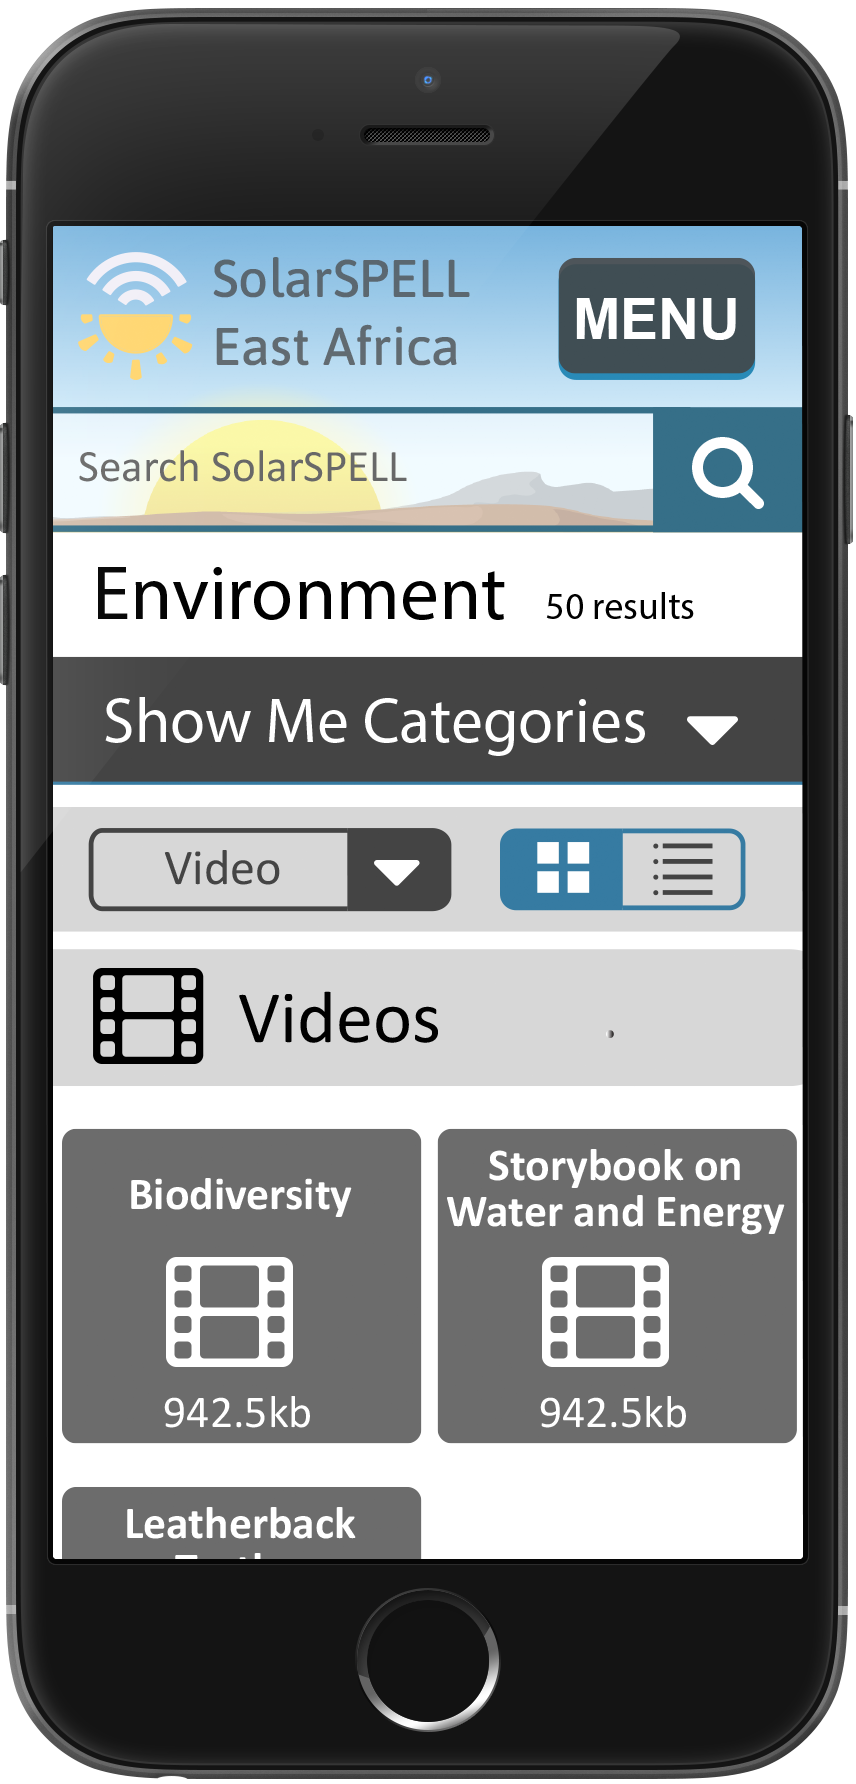 SolarSPELL
East Africa
MENU
Search SolarSPELL
Environment 50 results
Show Me Categories
Video
Videos
Biodiversity
942.5kb
Storybook on
Water and Energy
942.5kb
Leatherback